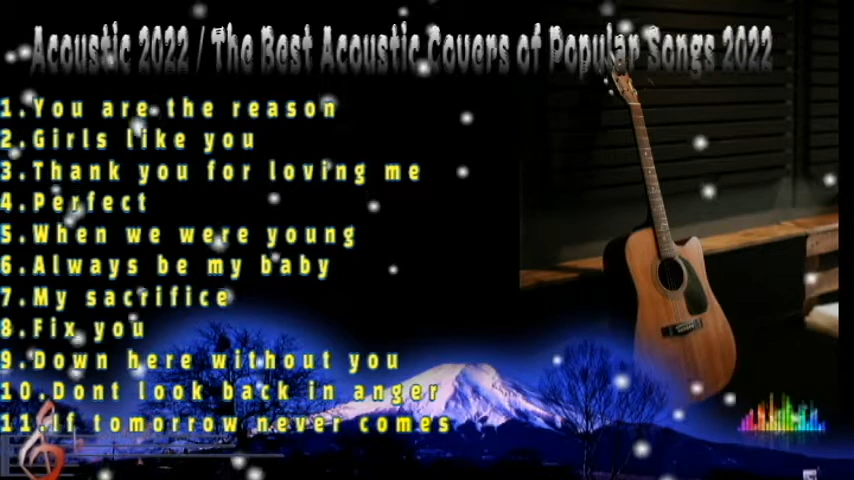 Acoustic 2022 / The Best Acoustic Covers of Popular Songs 2022
1.You are the reason
2.Girls like you
3.Thank you for loving me
4.Perfect
5.When we were young
6.Always be my baby
7.My sacrifice
8.Fix you
9.Down here without you
10.Dont look back in anger
11.If tomorrow never comes